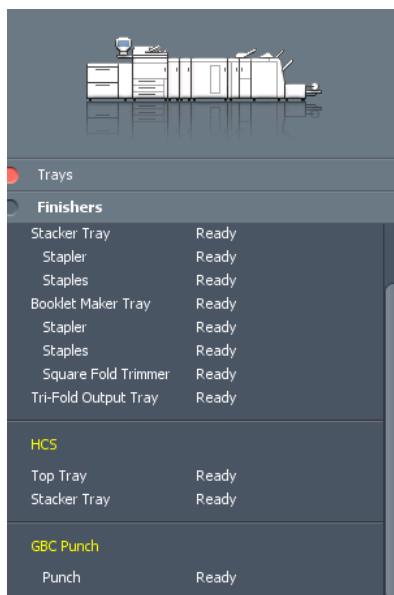 Trays
Finishers
Stacker Tray Ready
Stapler Ready
Staples Ready
Booklet Maker Tray Ready
Stapler Ready
Staples Ready
Square Fold Trimmer Ready
Tri-Fold Output Tray Ready
HCS
Top Tray Ready
Stacker Tray Ready
GBC Punch
Punch Ready